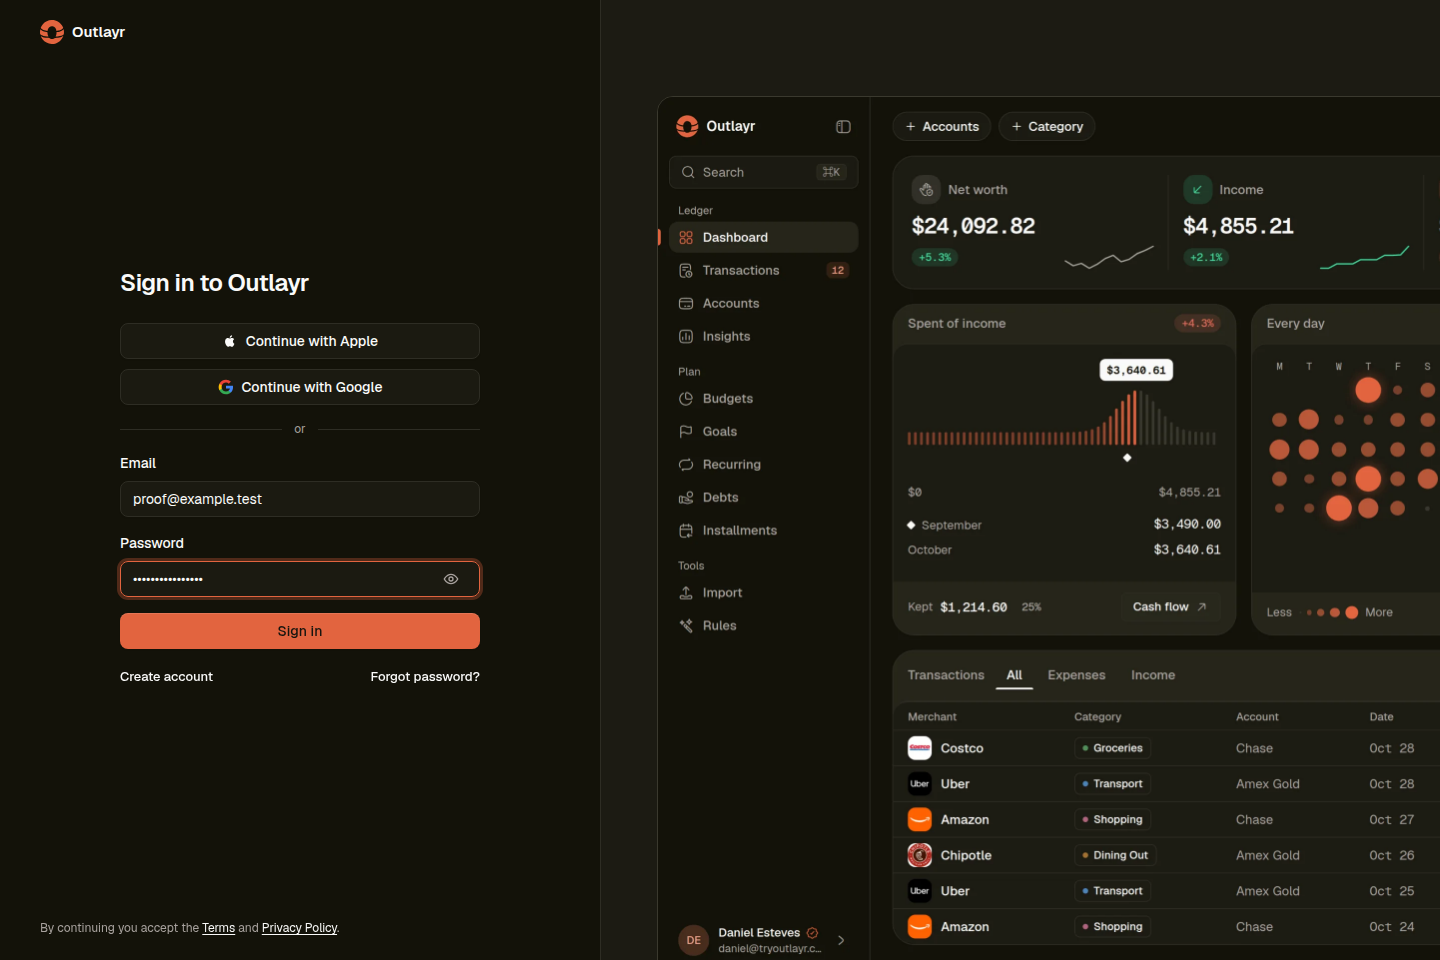 Outlayr
Sign in to Outlayr
Continue with Apple
Continue with Google
or
Email
proof@example.test
Password
••••••••••••••••
Sign in
Create account Forgot password?
By continuing you accept the Terms and Privacy Policy.
Outlayr
Search ⌘K
Ledger
Dashboard
Transactions 12
Accounts
Insights
Plan
Budgets
Goals
Recurring
Debts
Installments
Tools
Import
Rules
DE
Daniel Esteves
daniel@tryoutlayr.c...
+ Accounts + Category
Net worth
$24,092.82
+5.3%
Income
$4,855.21
+2.1%
Spent of income +4.3%
$3,640.61
$0 $4,855.21
September $3,490.00
October $3,640.61
Kept $1,214.60 25% Cash flow
Every day
M T W T F S
Less More
Transactions All Expenses Income
Merchant Category Account Date
Costco Groceries Chase Oct 28
Uber Uber Transport Amex Gold Oct 28
Amazon Shopping Chase Oct 27
Chipotle Dining Out Amex Gold Oct 26
Uber Uber Transport Amex Gold Oct 25
Amazon Shopping Chase Oct 24